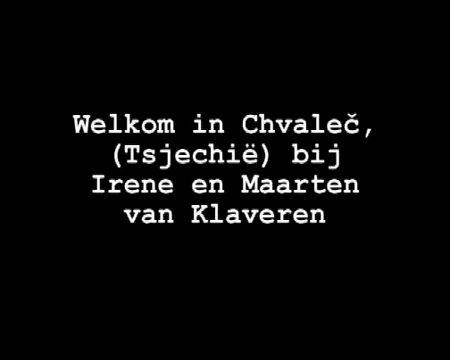 Welkom in Chvaleč,
(Tsjechië) bij
Irene en Maarten
van Klaveren